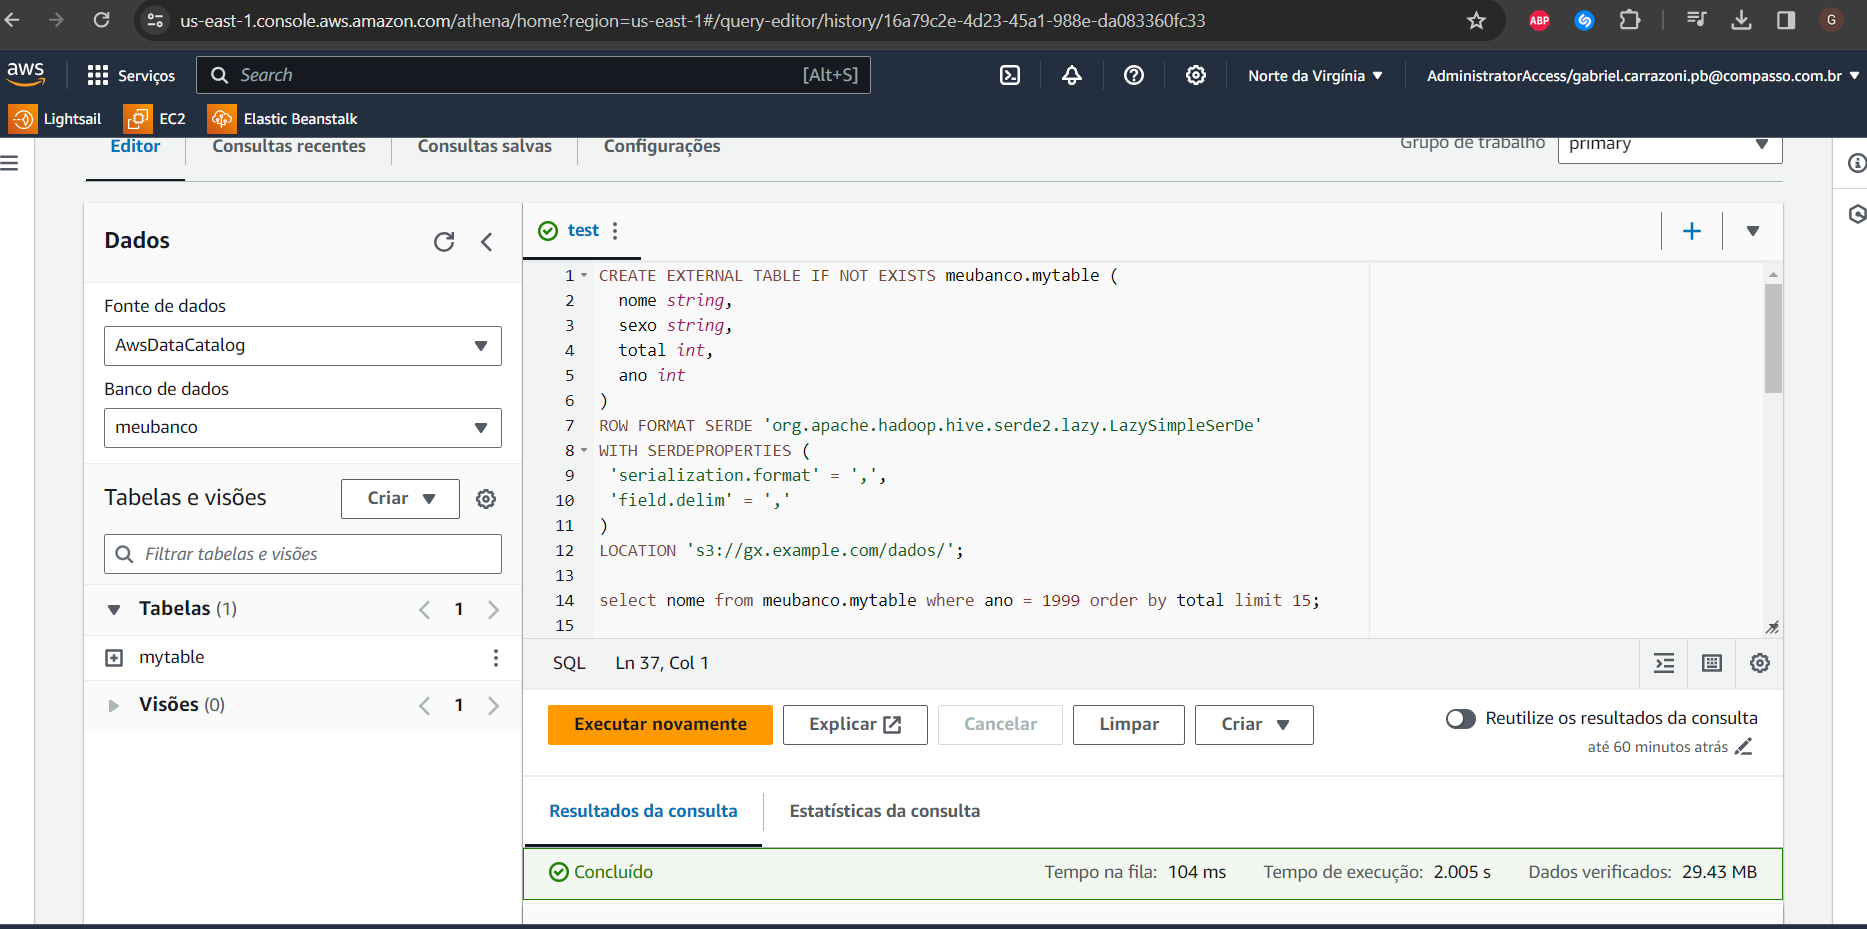 us-east-1.console.aws.amazon.com/athena/home?region=us-east-1#/query-editor/history/16a79c2e-4d23-45a1-988e-da083360fc33
ABP
G
aws
Serviços
Search
[Alt+S]
Norte da Virgínia
AdministratorAccess/gabriel.carrazoni.pb@compasso.com.br
Lightsail
EC2
Elastic Beanstalk
Editor
Consultas recentes
Consultas salvas
Configurações
Grupo de trabalho
primary
Dados
Fonte de dados
AwsDataCatalog
Banco de dados
meubanco
Tabelas e visões
Criar
Filtrar tabelas e visões
Tabelas (1)
1
mytable
Visões (0)
1
test
1 CREATE EXTERNAL TABLE IF NOT EXISTS meubanco.mytable (
2 nome string,
3 sexo string,
4 total int,
5 ano int
6 )
7 ROW FORMAT SERDE 'org.apache.hadoop.hive.serde2.lazy.LazySimpleSerDe'
8 WITH SERDEPROPERTIES (
9 'serialization.format' = ',',
10 'field.delim' = ','
11 )
12 LOCATION 's3://gx.example.com/dados/';
13
14 select nome from meubanco.mytable where ano = 1999 order by total limit 15;
15
SQL
Ln 37, Col 1
Executar novamente
Explicar
Cancelar
Limpar
Criar
Reutilize os resultados da consulta
até 60 minutos atrás
Resultados da consulta
Estatísticas da consulta
Concluído
Tempo na fila: 104 ms
Tempo de execução: 2.005 s
Dados verificados: 29.43 MB